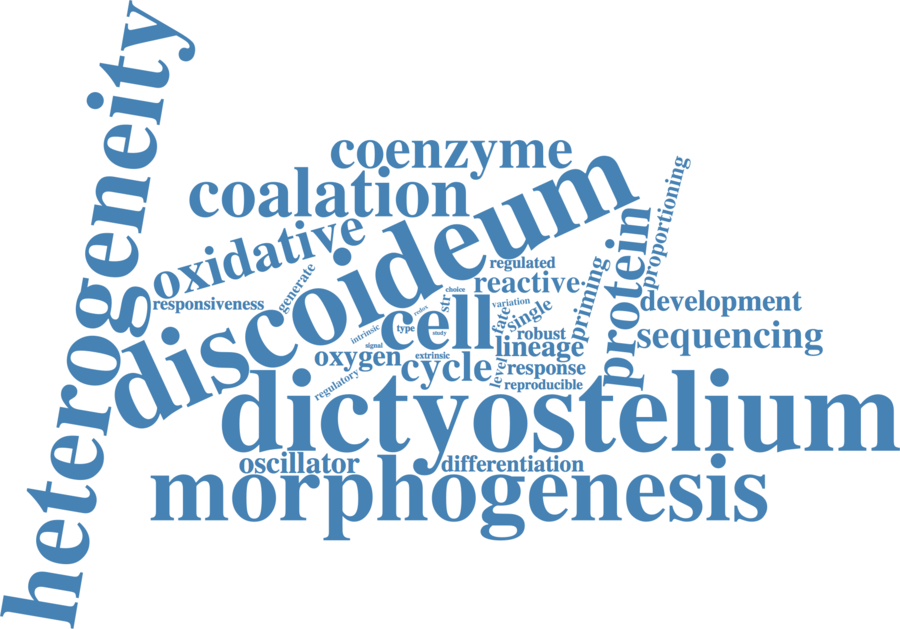 heterogeneity
coenzyme
coalation
discoideum
oxidative
proportioning
protein
priming
regulated
reactive
generate
responsiveness
choice
str
variation
single
fate
redox
cell
type
study
intrinsic
signal
robust
lineage
development
sequencing
oxygen
extrinsic
cycle
level
response
reproducible
regulatory
dictyostelium
oscillator
differentiation
morphogenesis